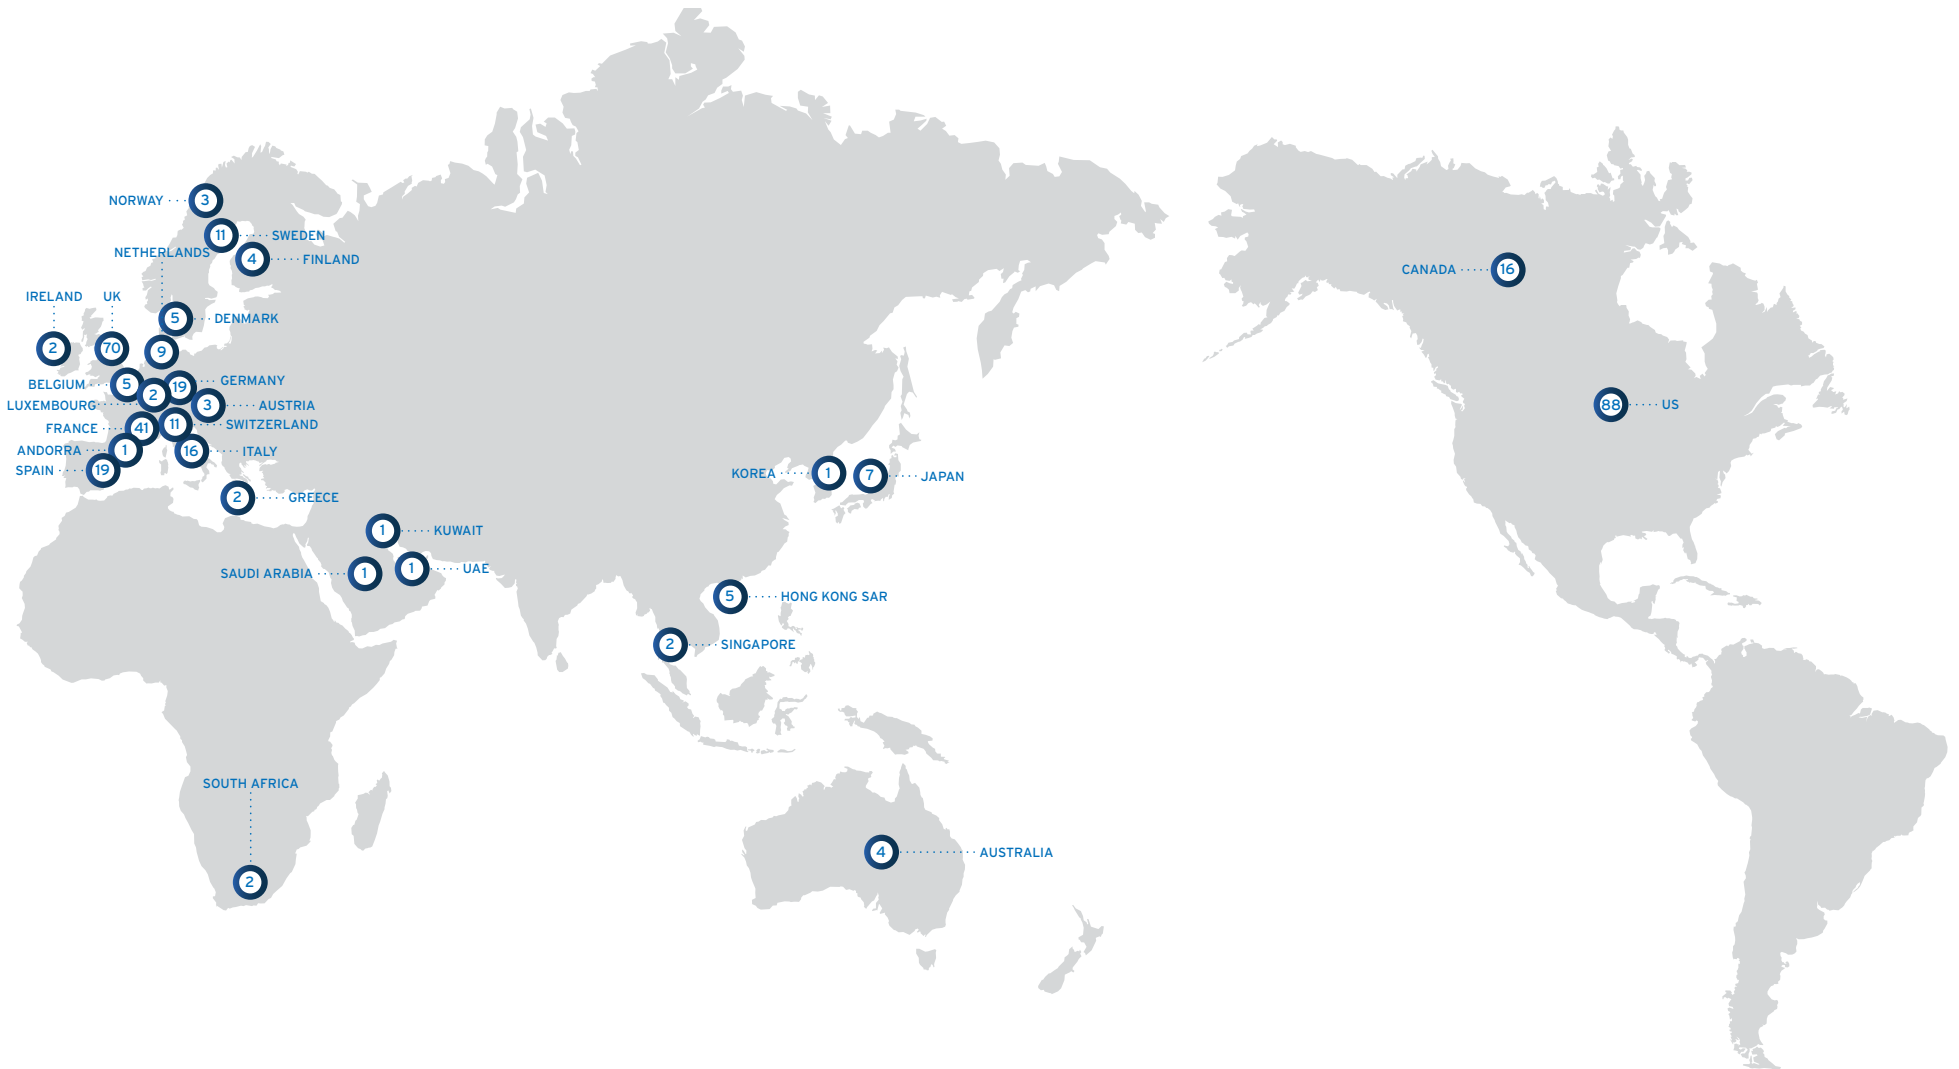 NORWAY 3
11 SWEDEN
NETHERLANDS
4 FINLAND
CANADA 16
IRELAND UK
5 DENMARK
2 70 9
BELGIUM 5
19 GERMANY
2
LUXEMBOURG
3 AUSTRIA
88 US
FRANCE 41
11 SWITZERLAND
ANDORRA 1
16 ITALY
SPAIN 19
KOREA 1
7 JAPAN
2 GREECE
1 KUWAIT
SAUDI ARABIA 1
1 UAE
5 HONG KONG SAR
2 SINGAPORE
SOUTH AFRICA
4 AUSTRALIA
2